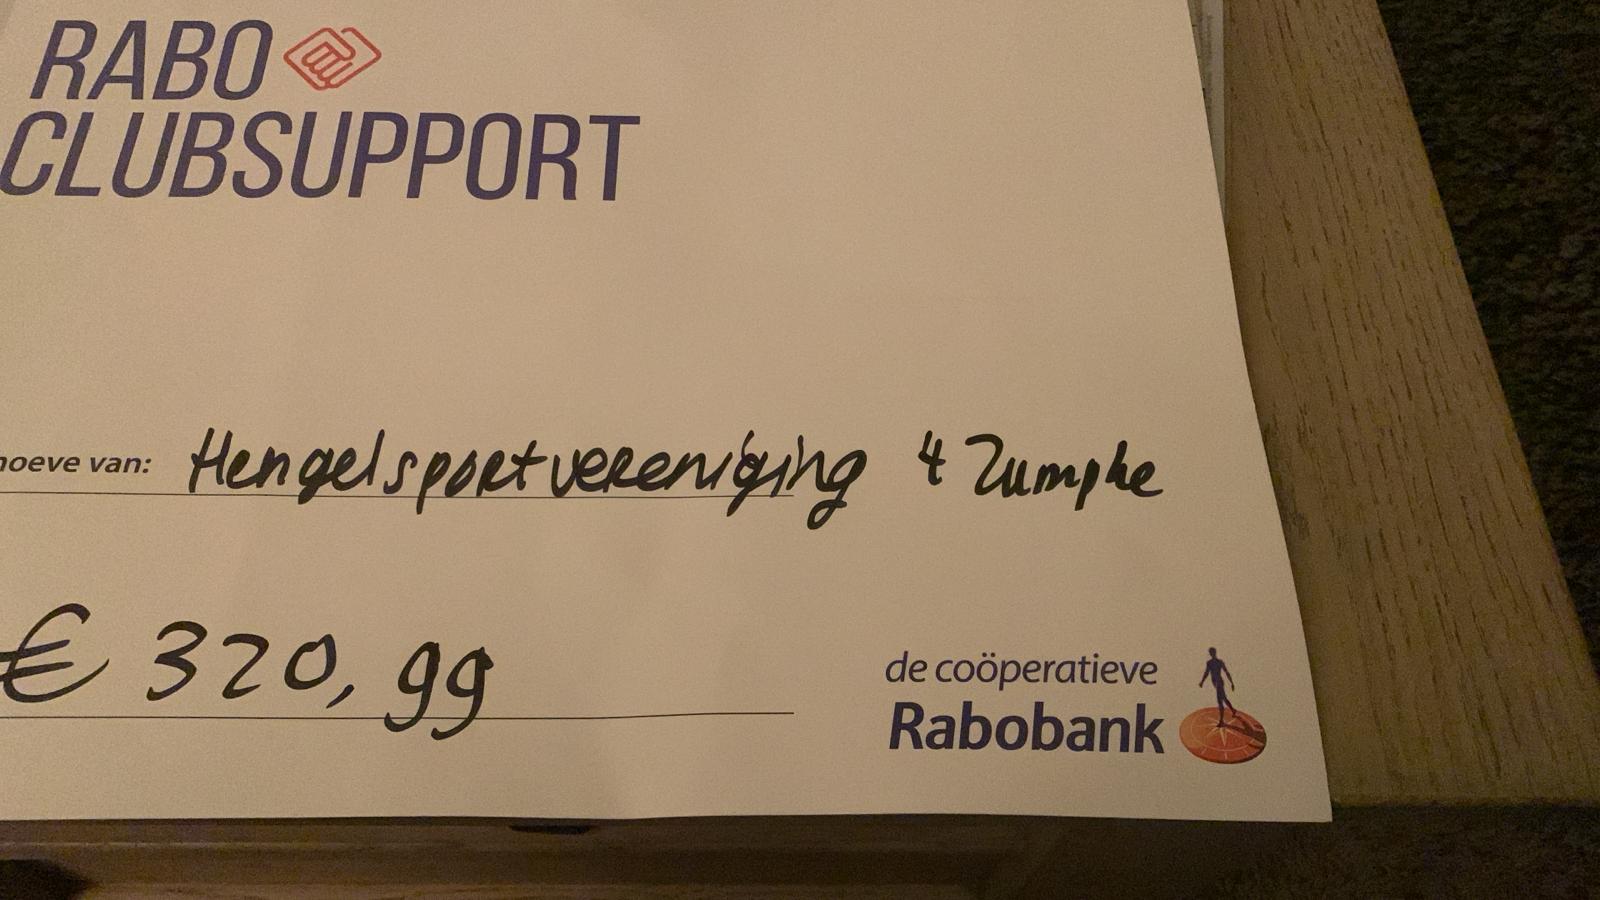 RABO
CLUBSUPPORT
hoeve van: Hengelsportvereniging 't Zumpke
€ 320,99
de coöperatieve
Rabobank